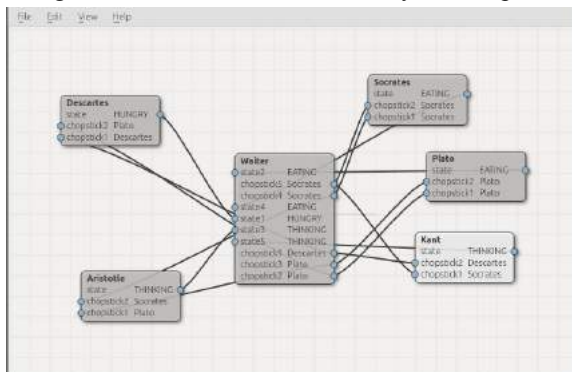 File Edit View Help
Socrates
state EATING
chopstick2 Socrates
chopstick1 Socrates
Descartes
state HUNGRY
chopstick2 Plato
chopstick1 Descartes
Waiter
state2 EATING
chopstick5 Socrates
chopstick4 Socrates
state4 EATING
state1 HUNGRY
state3 THINKING
state5 THINKING
chopstick1 Descartes
chopstick3 Plato
chopstick2 Plato
Plato
state EATING
chopstick2 Plato
chopstick1 Plato
Kant
state THINKING
chopstick2 Descartes
chopstick1 Socrates
Aristotle
state THINKING
chopstick2 Socrates
chopstick1 Plato